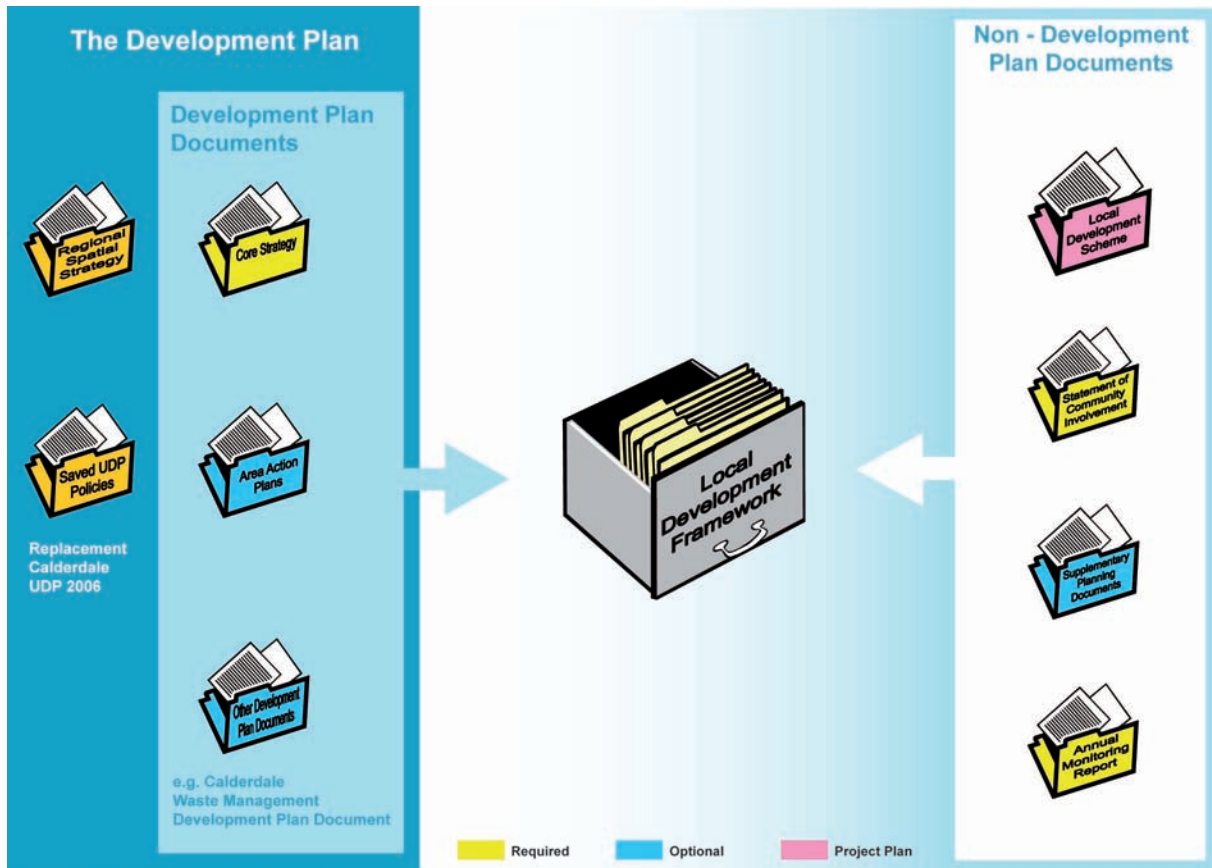 The Development Plan
Development Plan
Documents
Regional
Spatial
Strategy
Core Strategy
Saved UDP
Policies
Area Action
Plans
Replacement
Calderdale
UDP 2006
Other Development
Plan Documents
e.g. Calderdale
Waste Management
Development Plan Document
Local
Development
Framework
Non - Development
Plan Documents
Local
Development
Scheme
Statement of
Community
Involvement
Supplementary
Planning
Documents
Annual
Monitoring
Report
Required
Optional
Project Plan